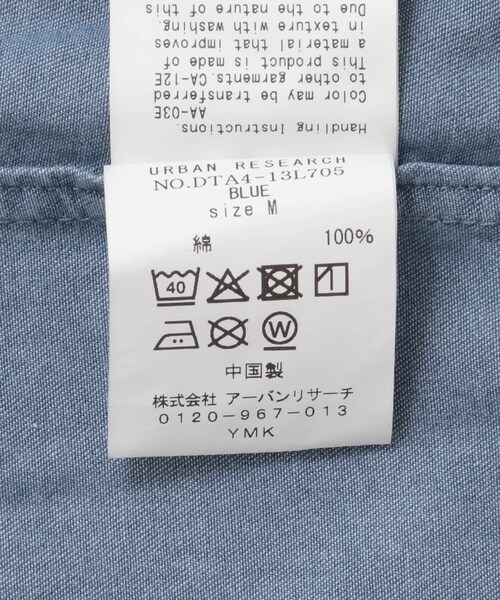 Handling Instructions.
AA-03E
Color may be transferred
to other garments. CA-12E
This product is made of
a material that improves
in texture with washing.
Due to the nature of this
URBAN RESEARCH
NO.DTA4-13L705
BLUE
size M
綿 100%
40
W
中国製
株式会社 アーバンリサーチ
0120-967-013
YMK